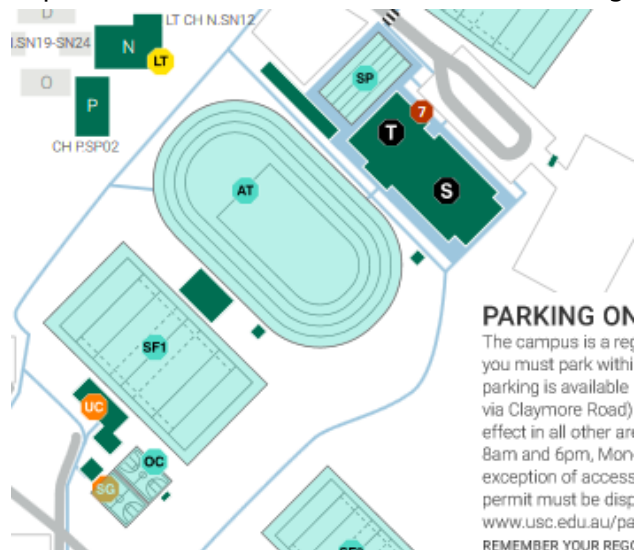 D
LT CH N.SN12
I.SN19-SN24
N
LT
O
P
CH P.SP02
SP
7
T
S
AT
SF1
UC
OC
SG
PARKING ON
The campus is a reg
you must park withi
parking is available
via Claymore Road)
effect in all other are
8am and 6pm, Mon
exception of access
permit must be disp
www.usc.edu.au/pa
REMEMBER YOUR REGO